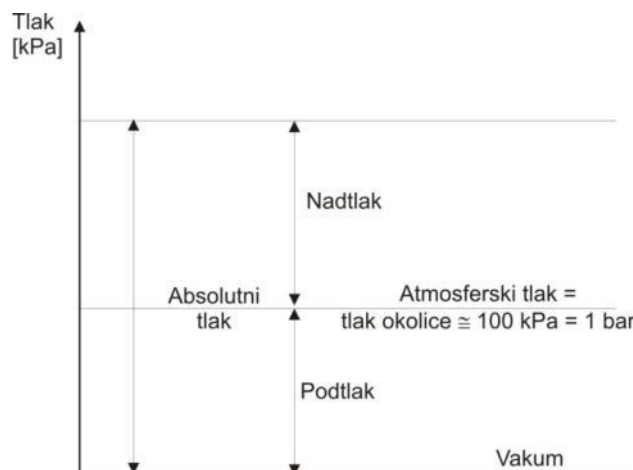 Tlak
[kPa]
Nadtlak
Absolutni
tlak
Atmosferski tlak =
tlak okolice ≅ 100 kPa = 1 bar
Podtlak
Vakum